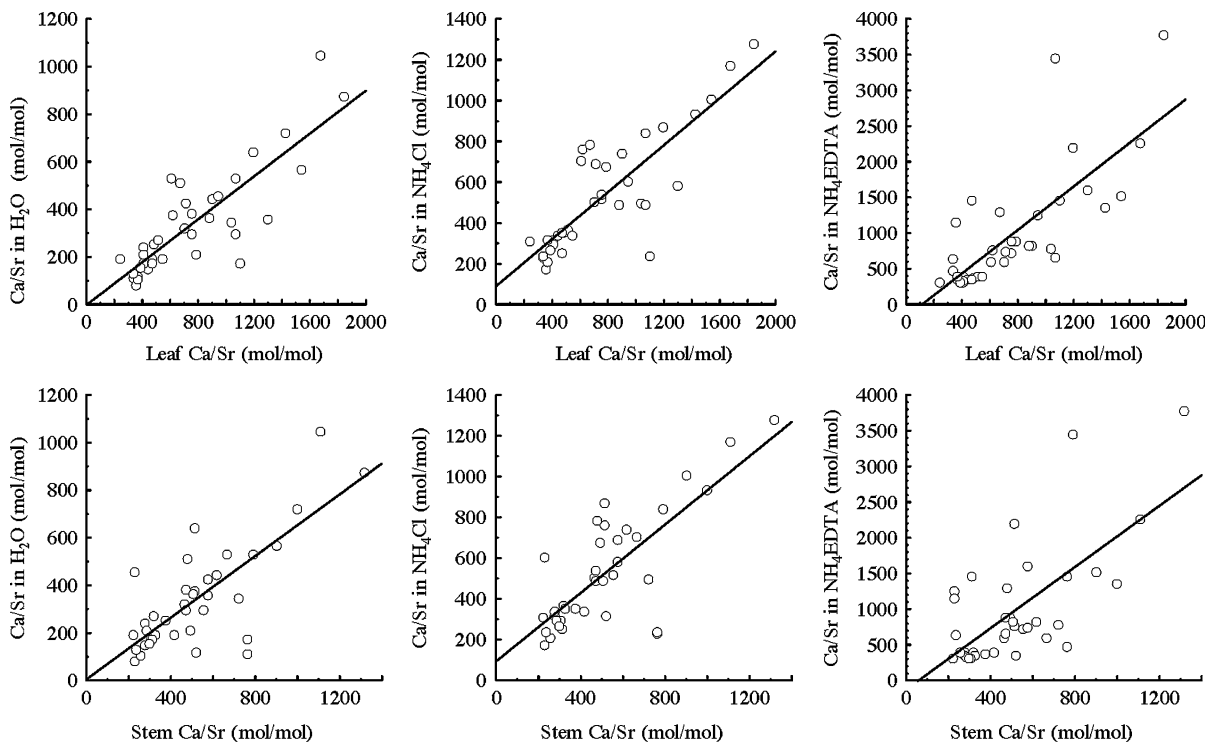 Ca/Sr in H₂O (mol/mol)
1200
1000
800
600
400
200
0
0 400 800 1200 1600 2000
Leaf Ca/Sr (mol/mol)
Ca/Sr in NH₄Cl (mol/mol)
1400
1200
1000
800
600
400
200
0
0 400 800 1200 1600 2000
Leaf Ca/Sr (mol/mol)
Ca/Sr in NH₄EDTA (mol/mol)
4000
3500
3000
2500
2000
1500
1000
500
0
0 400 800 1200 1600 2000
Leaf Ca/Sr (mol/mol)
Ca/Sr in H₂O (mol/mol)
1200
1000
800
600
400
200
0
0 400 800 1200
Stem Ca/Sr (mol/mol)
Ca/Sr in NH₄Cl (mol/mol)
1400
1200
1000
800
600
400
200
0
0 400 800 1200
Stem Ca/Sr (mol/mol)
Ca/Sr in NH₄EDTA (mol/mol)
4000
3500
3000
2500
2000
1500
1000
500
0
0 400 800 1200
Stem Ca/Sr (mol/mol)